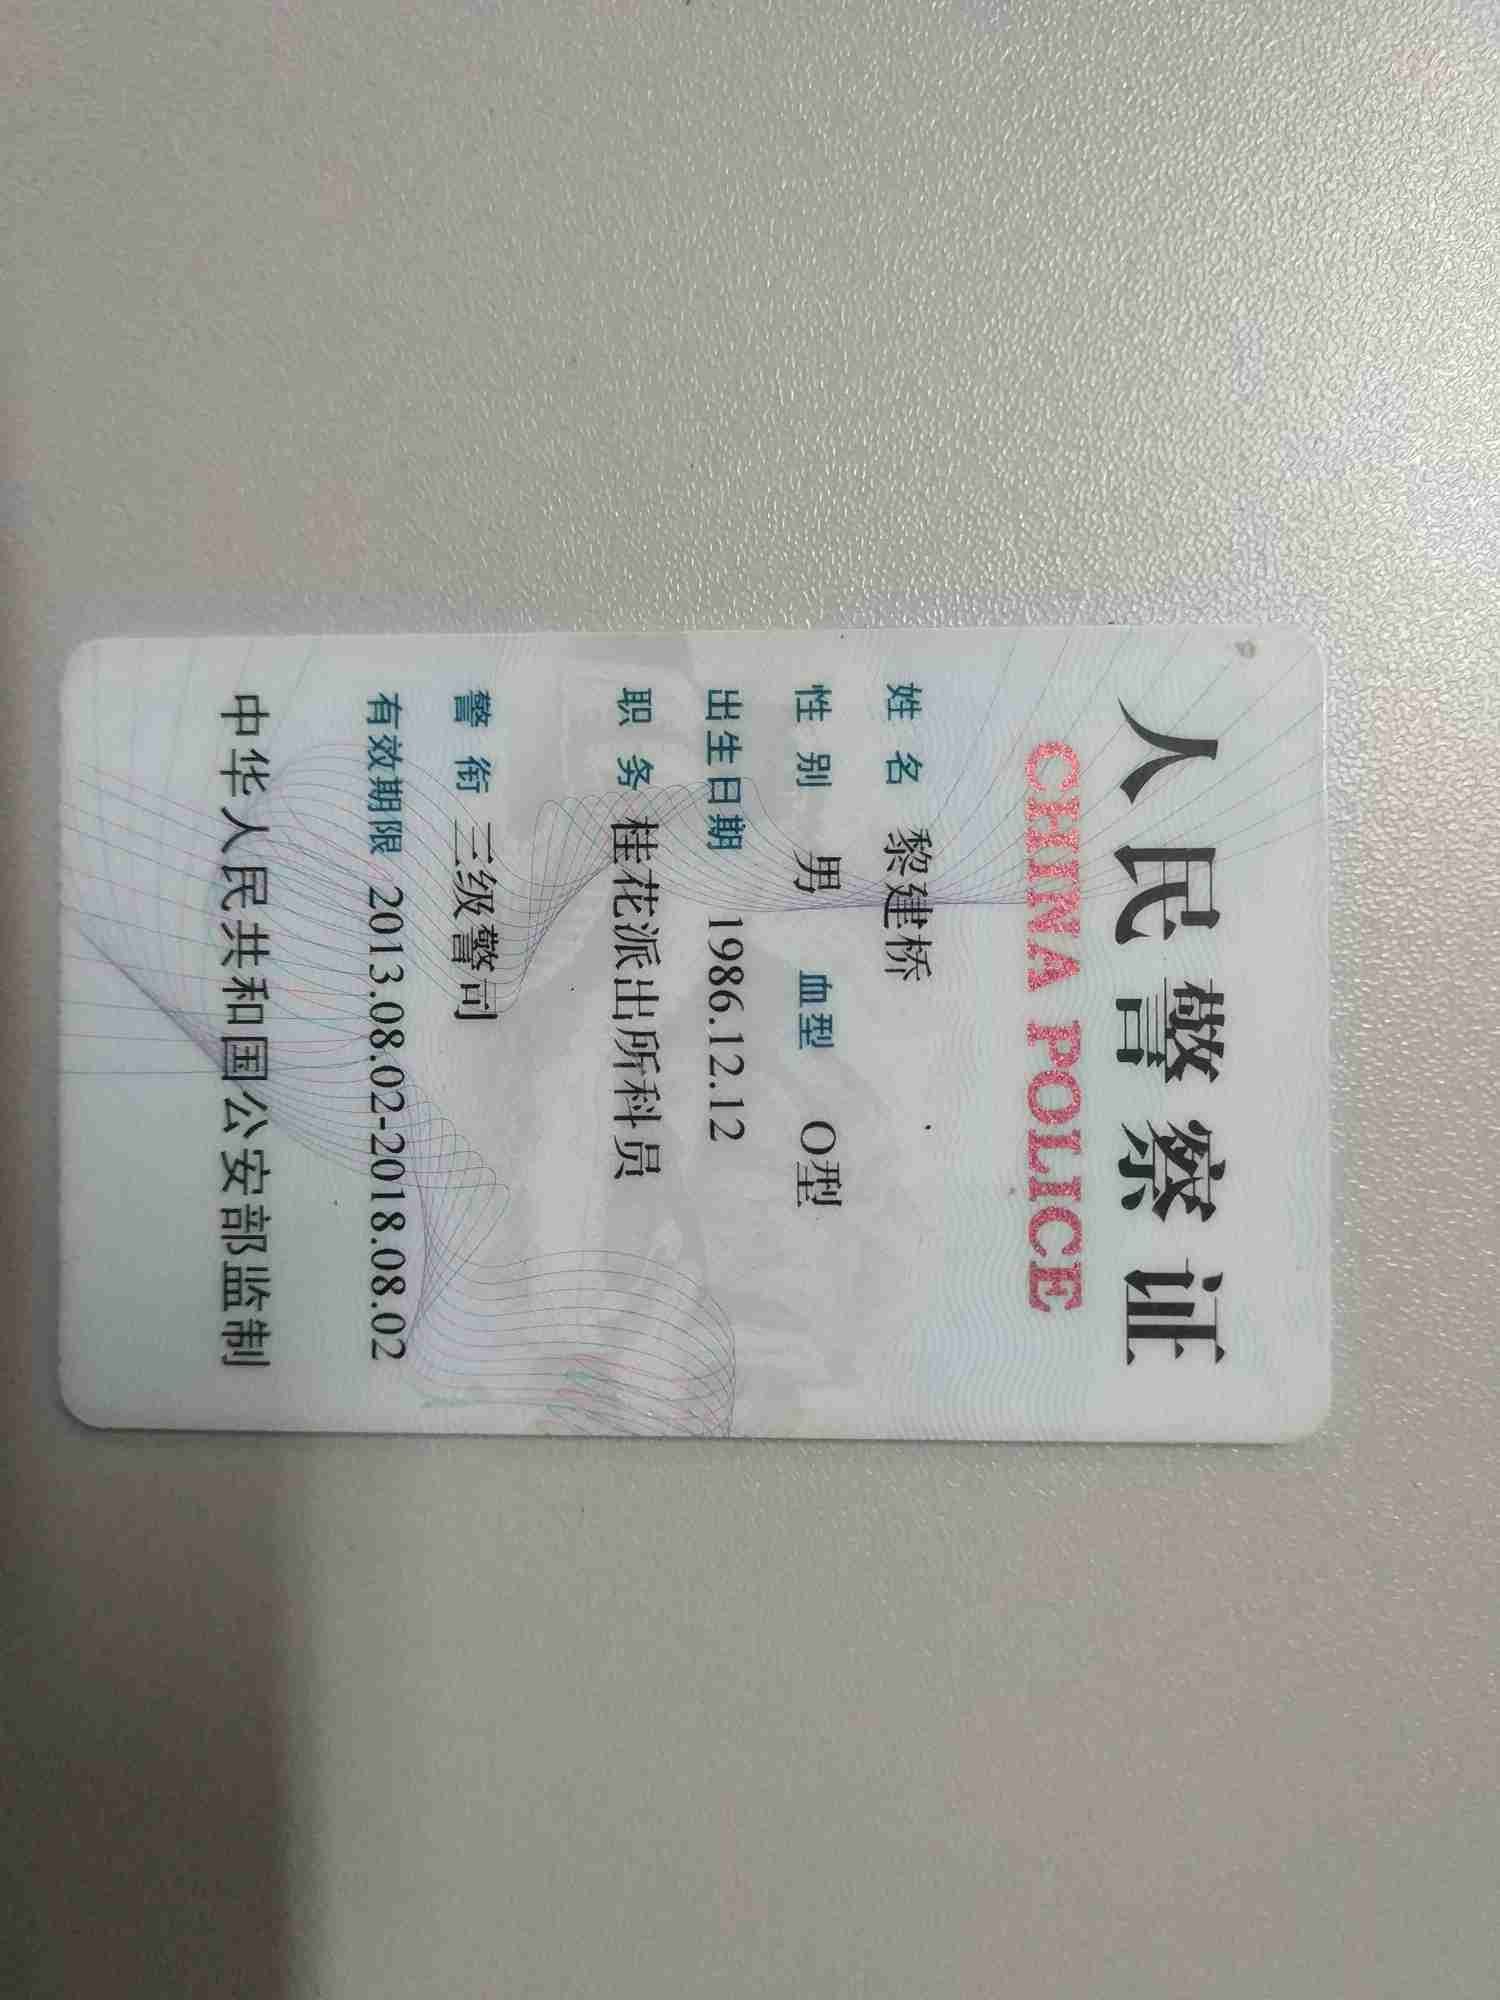 人民警察证
CHINA POLICE
姓 名 黎建桥
性 别 男 血型 O型
出生日期 1986.12.12
职 务 桂花派出所科员
警 衔 三级警司
有效期限 2013.08.02-2018.08.02
中华人民共和国公安部监制